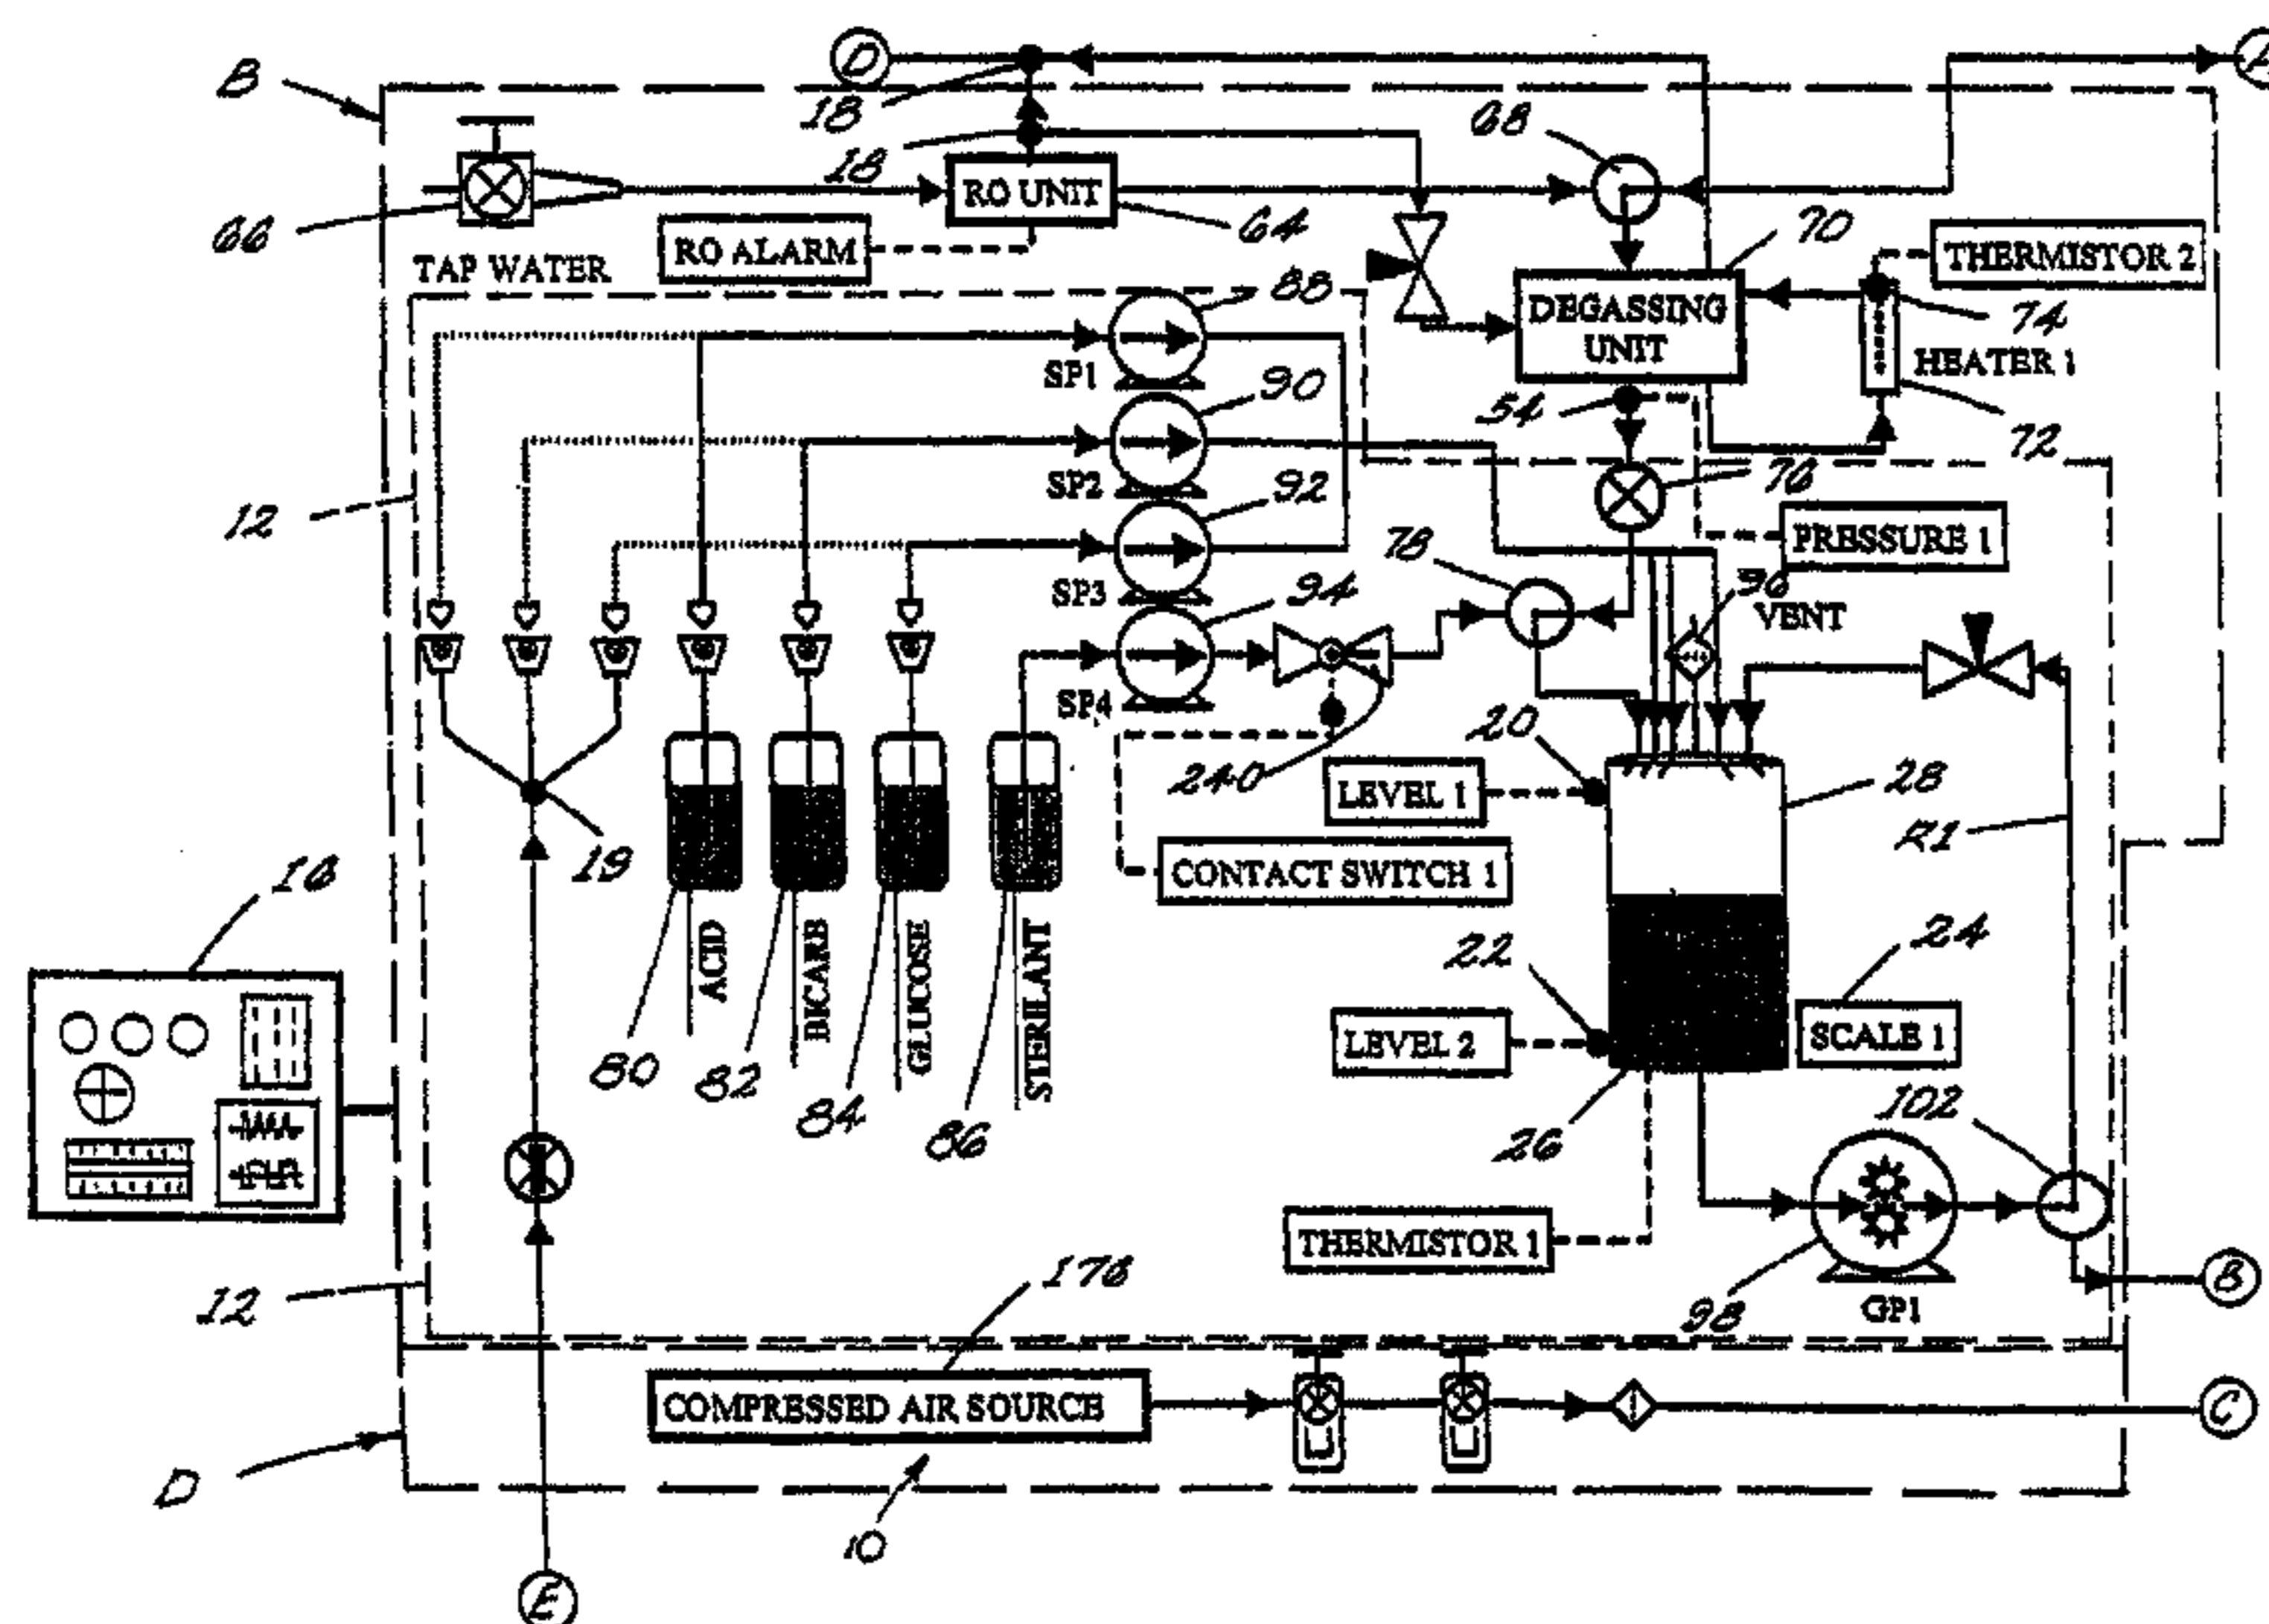 D
B
18
68
18
RO UNIT
66
64
70
RO ALARM
TAP WATER
THERMISTOR 2
88
DEGASSING
UNIT
74
HEATER 1
SP1
90
54
72
SP2
92
76
12
78
PRESSURE 1
SP3
94
96
VENT
SP4
20
240
LEVEL 1
28
R1
19
CONTACT SWITCH 1
16
22
24
ACID
BICARB
GLUCOSE
STERILANT
LEVEL 2
SCALE 1
80
82
84
86
26
102
THERMISTOR 1
12
176
98
GP1
B
COMPRESSED AIR SOURCE
C
D
10
E